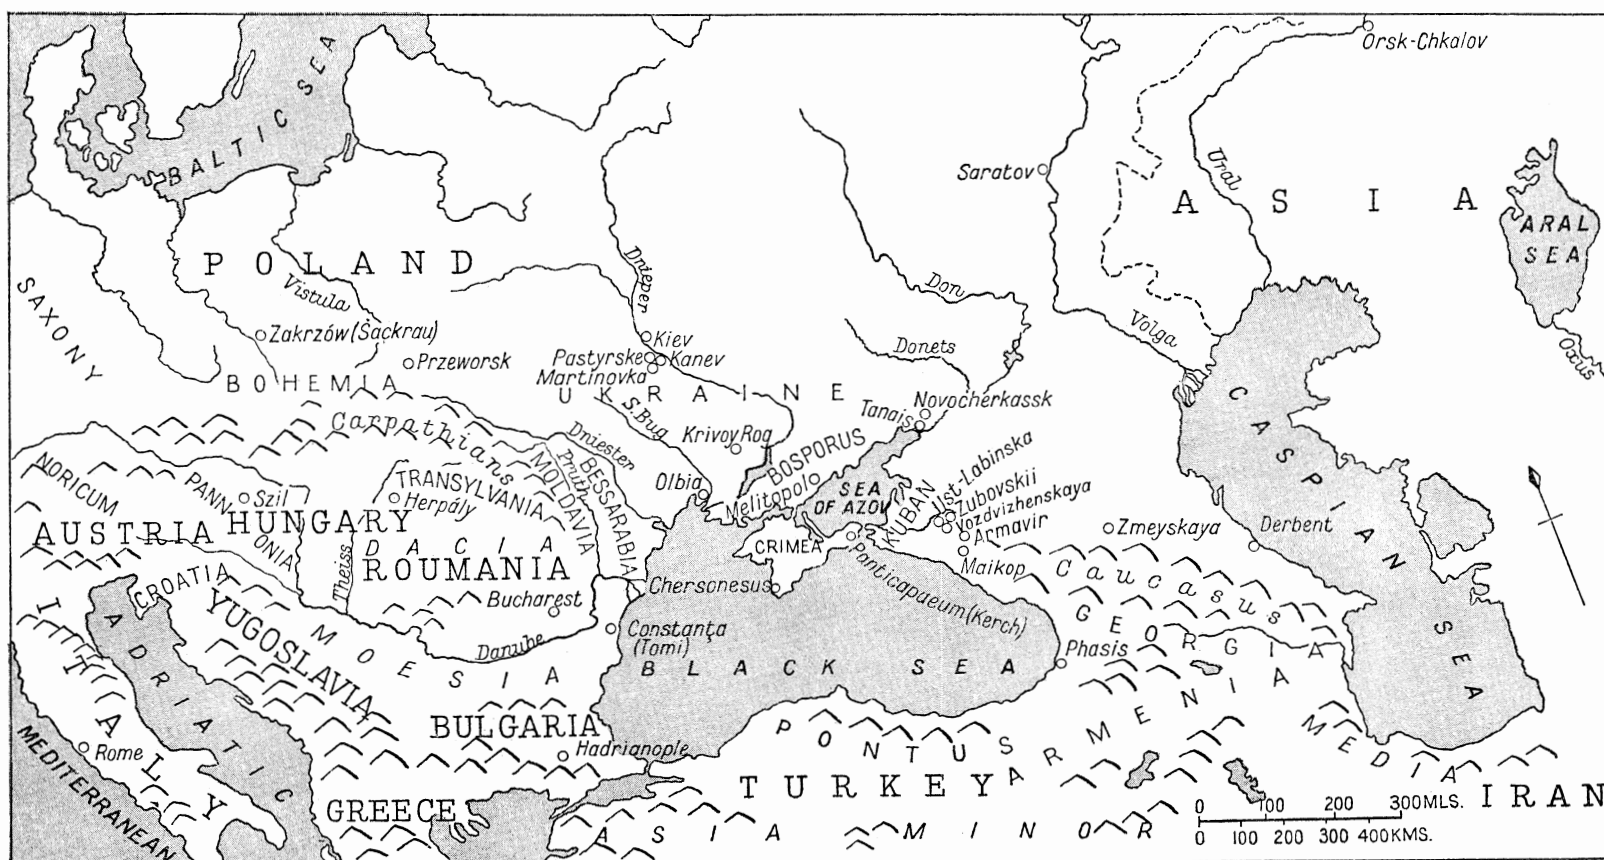 Orsk-Chkalov
BALTIC SEA
Saratov
Ural
ASIA
ARAL
SEA
POLAND
Vistula
Dnieper
Don
SAXONY
Zakrzów (Sackrau)
Przeworsk
Kiev
Pastyrske
Kanev
Martinovka
Donets
Volga
Oxus
BOHEMIA
UKRAINE
Novocherkassk
Tanais
Carpathians
S. Bug
Krivoy Rog
Dniester
BOSPORUS
CASPIAN SEA
NORICUM
PANNONIA
Szil
TRANSYLVANIA
Herpály
MOLDAVIA
Pruth
BESSARABIA
Olbia
Melitopolo
SEA
OF AZOV
KUBAN
Ust-Labinska
Zubovskii
Vozdvizhenskaya
Armavir
Maikop
Zmeyskaya
Derbent
AUSTRIA
HUNGARY
DACIA
ROUMANIA
Theiss
CRIMEA
Panticapaeum (Kerch)
Chersonesus
Caucasus
CROATIA
Bucharest
YUGOSLAVIA
MOESIA
Danube
Constanţa
(Tomi)
BLACK SEA
GEORGIA
Phasis
ITALY
ADRIATIC
BULGARIA
Hadrianople
PONTUS
ARMENIA
MEDIA
MEDITERRANEAN
Rome
GREECE
TURKEY
ASIA MINOR
IRAN
0 100 200 300MLS.
0 100 200 300 400KMS.